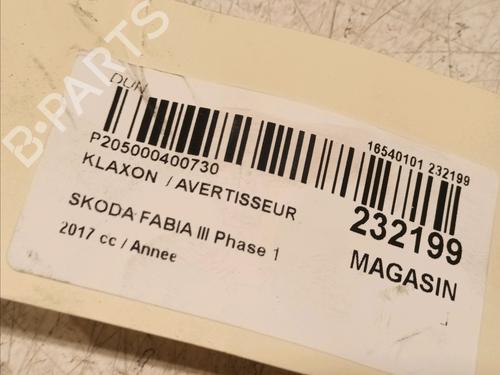 B-PARTS
DUN
16540101 232199
P205000400730
KLAXON / AVERTISSEUR
232199
SKODA FABIA III Phase 1
MAGASIN
2017 cc / Annee